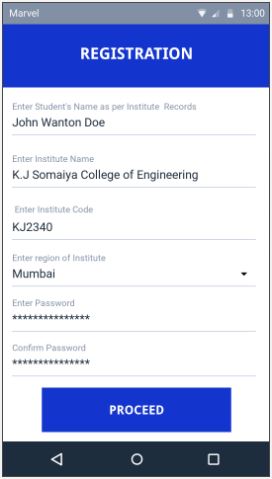 Marvel 13:00
REGISTRATION
Enter Student's Name as per Institute Records
John Wanton Doe
Enter Institute Name
K.J Somaiya College of Engineering
Enter Institute Code
KJ2340
Enter region of Institute
Mumbai
Enter Password
***************
Confirm Password
***************
PROCEED